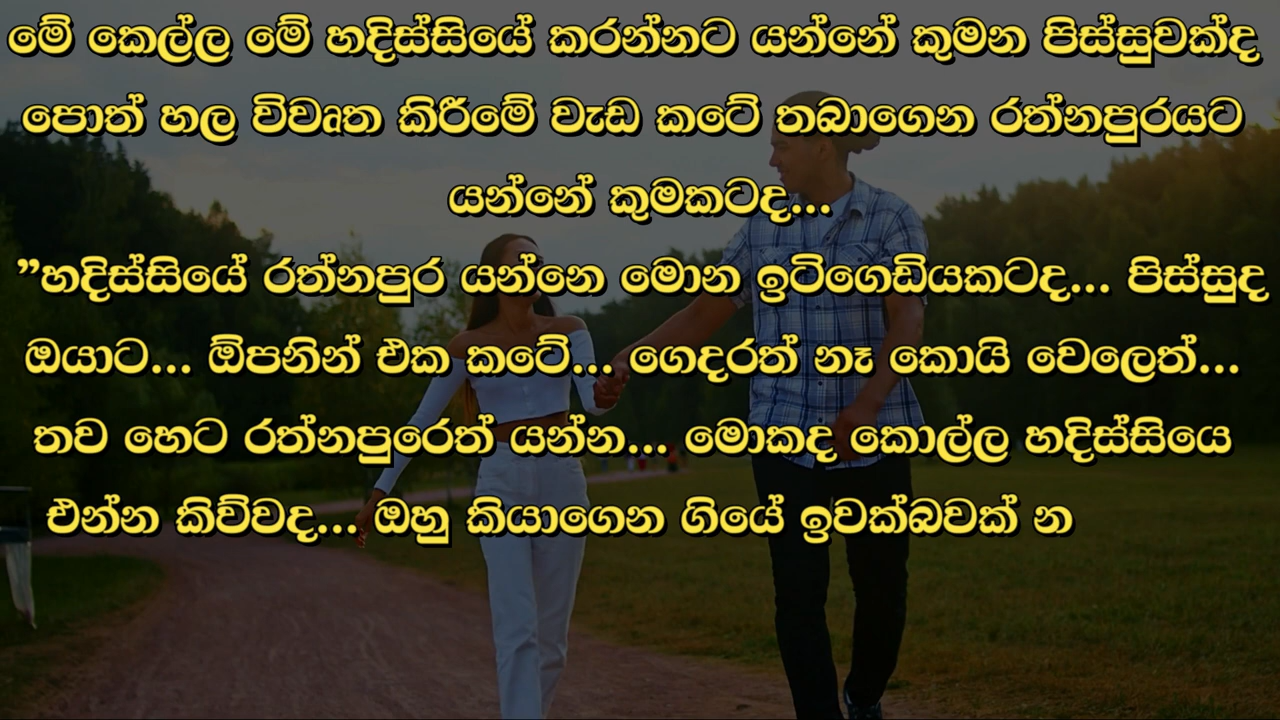 මේ කෙල්ල මේ හදිස්සියේ කරන්නට යන්නේ කුමන පිස්සුවක්ද
පොත් හල විවෘත කිරීමේ වැඩ කටේ තබාගෙන රත්නපුරයට
යන්නේ කුමකටද...
”හදිස්සියේ රත්නපුර යන්නෙ මොන ඉටිගෙඩියකටද... පිස්සුද
ඔයාට... ඕපනින් එක කටේ... ගෙදරත් නෑ කොයි වෙලෙත්...
තව හෙට රත්නපුරෙත් යන්න... මොකද කොල්ල හදිස්සියෙ
එන්න කිව්වද... ඔහු කියාගෙන ගියේ ඉවක්බවක් න